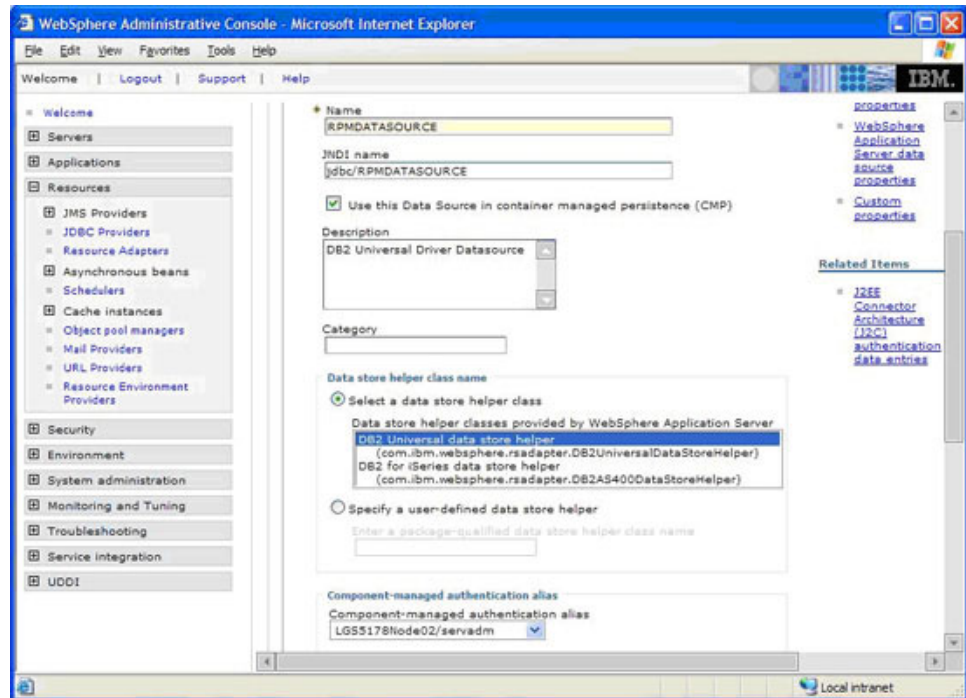 WebSphere Administrative Console - Microsoft Internet Explorer
File Edit View Favorites Tools Help
Welcome | Logout | Support | Help
IBM.
Welcome
Servers
Applications
Resources
JMS Providers
JDBC Providers
Resource Adapters
Asynchronous beans
Schedulers
Cache instances
Object pool managers
Mail Providers
URL Providers
Resource Environment
Providers
Security
Environment
System administration
Monitoring and Tuning
Troubleshooting
Service integration
UDDI
Name
RPMDATASOURCE
JNDI name
jdbc/RPMDATASOURCE
Use this Data Source in container managed persistence (CMP)
Description
DB2 Universal Driver Datasource
Category
Data store helper class name
Select a data store helper class
Data store helper classes provided by WebSphere Application Server
DB2 Universal data store helper
(com.ibm.websphere.rsadapter.DB2UniversalDataStoreHelper)
DB2 for iSeries data store helper
(com.ibm.websphere.rsadapter.DB2AS400DataStoreHelper)
Specify a user-defined data store helper
Enter a package-qualified data store helper class name
Component-managed authentication alias
Component-managed authentication alias
LGS5178Node02/servadm
properties
WebSphere
Application
Server data
source
properties
Custom
properties
Related Items
J2EE
Connector
Architecture
(J2C)
authentication
data entries
Local intranet